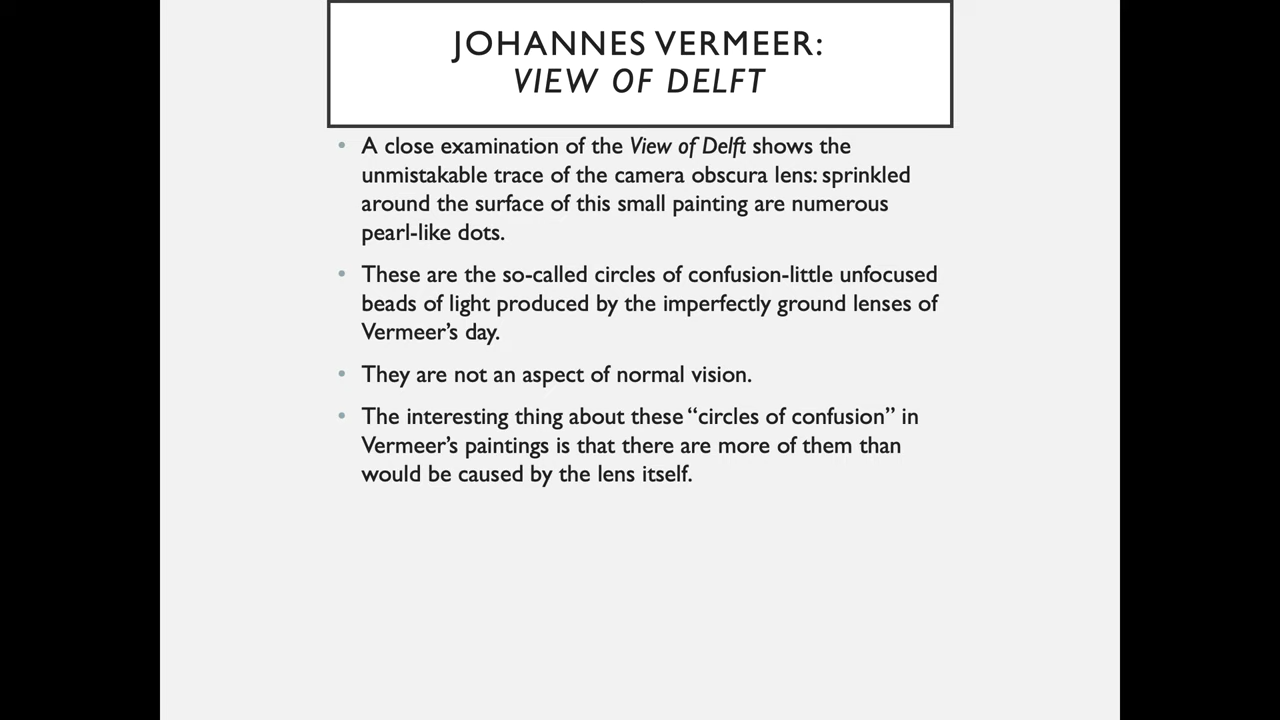 JOHANNES VERMEER:
VIEW OF DELFT
• A close examination of the View of Delft shows the
unmistakable trace of the camera obscura lens: sprinkled
around the surface of this small painting are numerous
pearl-like dots.
• These are the so-called circles of confusion-little unfocused
beads of light produced by the imperfectly ground lenses of
Vermeer’s day.
• They are not an aspect of normal vision.
• The interesting thing about these “circles of confusion” in
Vermeer’s paintings is that there are more of them than
would be caused by the lens itself.